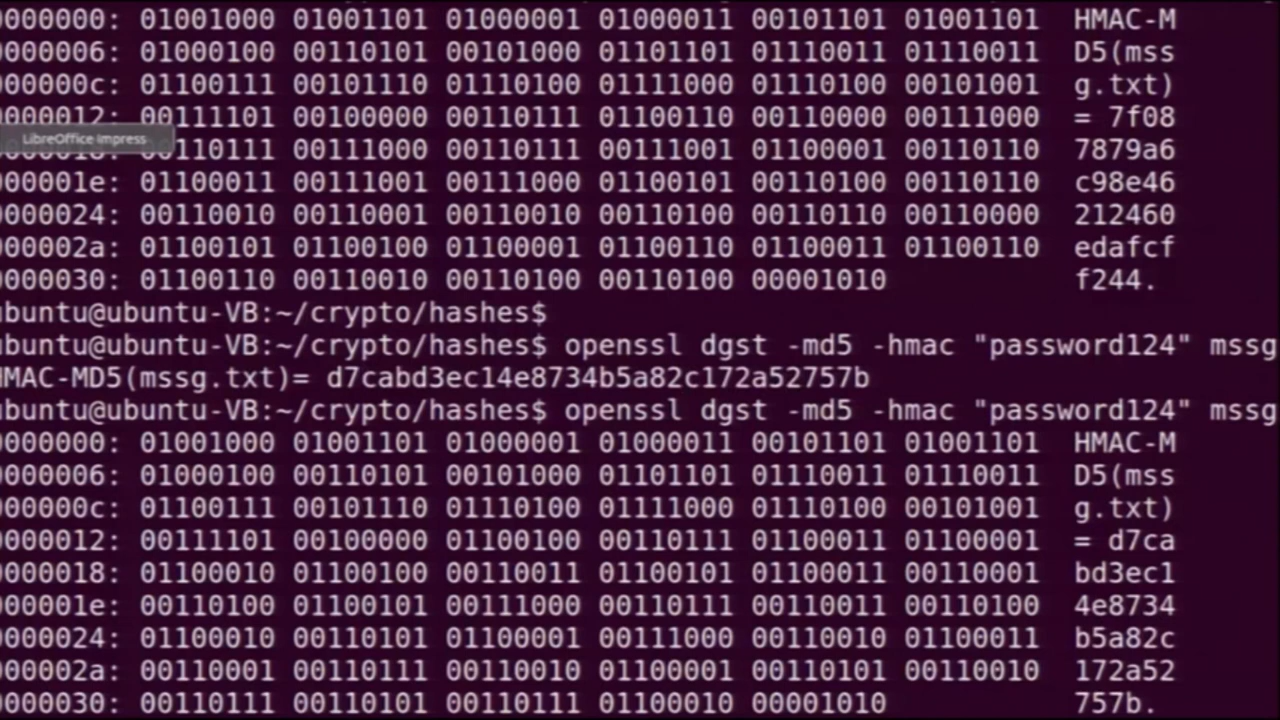 0000000: 01001000 01001101 01000001 01000011 00101101 01001101 HMAC-M
0000006: 01000100 00110101 00101000 01101101 01110011 01110011 D5(mss
000000c: 01100111 00101110 01110100 01111000 01110100 00101001 g.txt)
0000012: 00111101 00100000 00110111 01100110 00110000 00111000 = 7f08
LibreOffice Impress
00110111 00111000 00110111 00111001 01100001 00110110 7879a6
000001e: 01100011 00111001 00111000 01100101 00110100 00110110 c98e46
0000024: 00110010 00110001 00110010 00110100 00110110 00110000 212460
000002a: 01100101 01100100 01100001 01100110 01100011 01100110 edafcf
0000030: 01100110 00110010 00110100 00110100 00001010 f244.
ubuntu@ubuntu-VB:~/crypto/hashes$
ubuntu@ubuntu-VB:~/crypto/hashes$ openssl dgst -md5 -hmac "password124" mssg
HMAC-MD5(mssg.txt)= d7cabd3ec14e8734b5a82c172a52757b
ubuntu@ubuntu-VB:~/crypto/hashes$ openssl dgst -md5 -hmac "password124" mssg
0000000: 01001000 01001101 01000001 01000011 00101101 01001101 HMAC-M
0000006: 01000100 00110101 00101000 01101101 01110011 01110011 D5(mss
000000c: 01100111 00101110 01110100 01111000 01110100 00101001 g.txt)
0000012: 00111101 00100000 01100100 00110111 01100011 01100001 = d7ca
0000018: 01100010 01100100 00110011 01100101 01100011 00110001 bd3ec1
000001e: 00110100 01100101 00111000 00110111 00110011 00110100 4e8734
0000024: 01100010 00110101 01100001 00111000 00110010 01100011 b5a82c
000002a: 00110001 00110111 00110010 01100001 00110101 00110010 172a52
0000030: 00110111 00110101 00110111 01100010 00001010 757b.